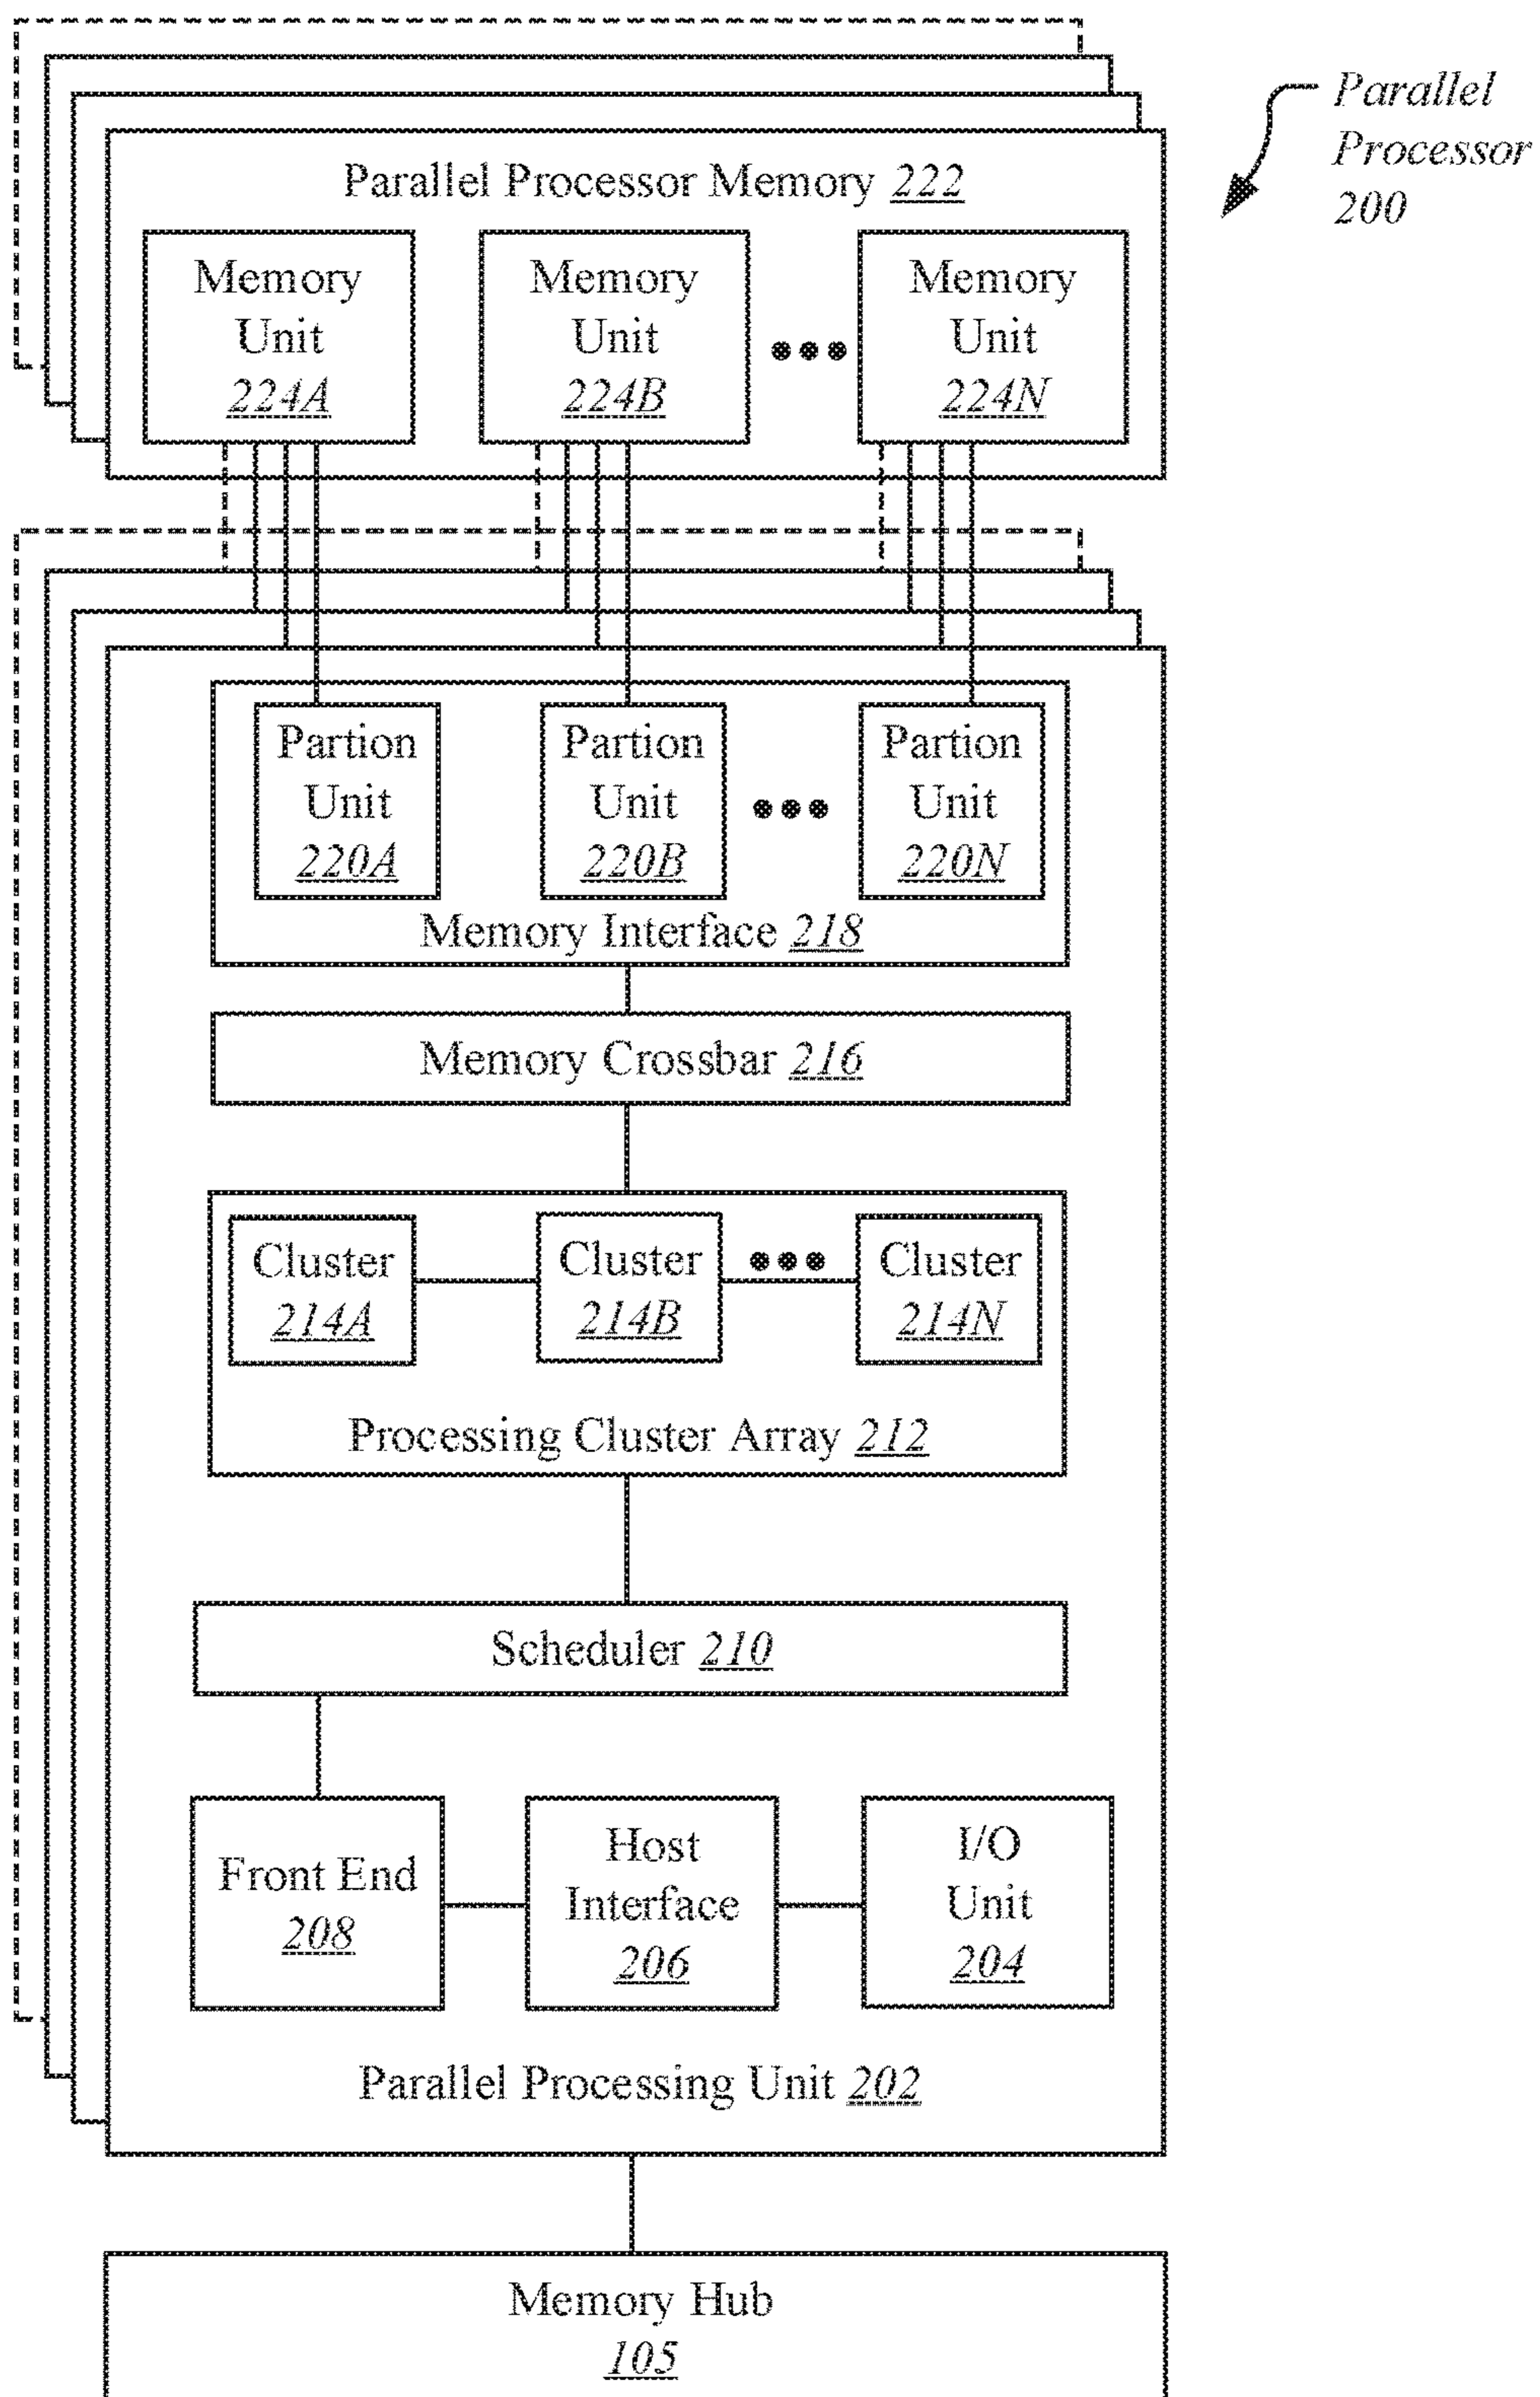 Parallel
Processor
200
Parallel Processor Memory 222
Memory
Unit
224A
Memory
Unit
224B
Memory
Unit
224N
Partion
Unit
220A
Partion
Unit
220B
Partion
Unit
220N
Memory Interface 218
Memory Crossbar 216
Cluster
214A
Cluster
214B
Cluster
214N
Processing Cluster Array 212
Scheduler 210
Front End
208
Host
Interface
206
I/O
Unit
204
Parallel Processing Unit 202
Memory Hub
105